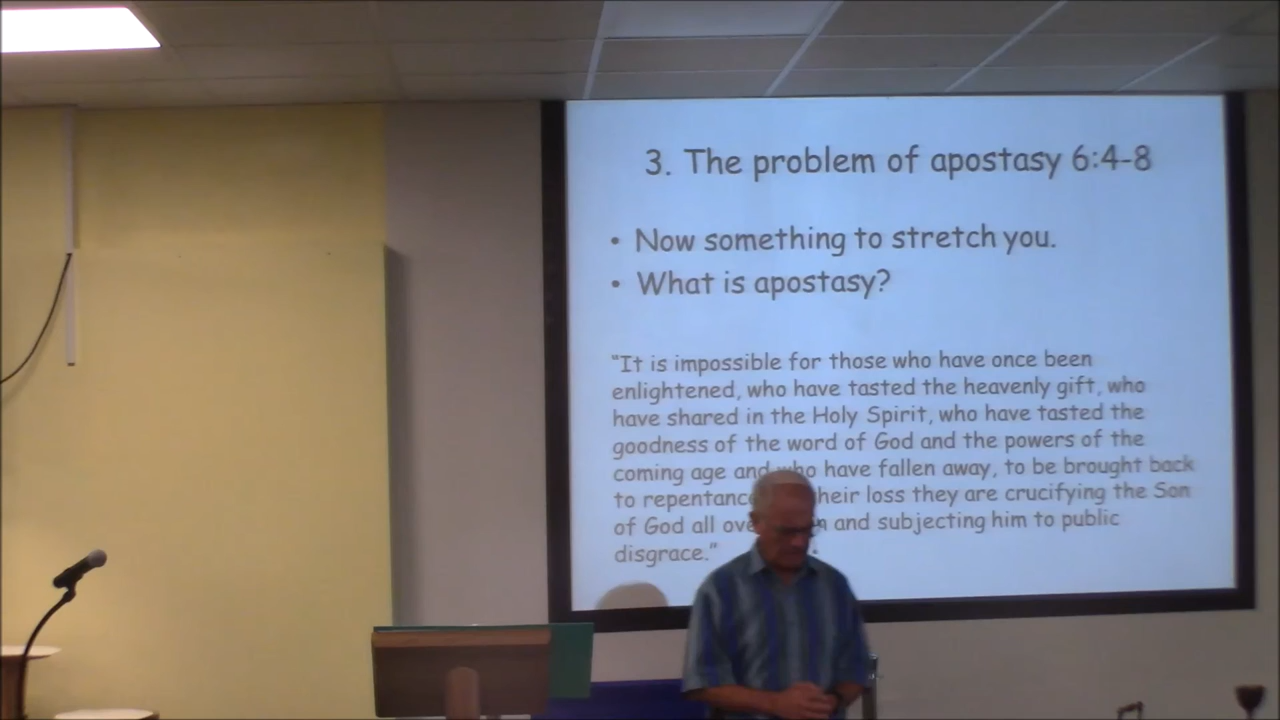 3. The problem of apostasy 6:4-8
• Now something to stretch you.
• What is apostasy?
“It is impossible for those who have once been
enlightened, who have tasted the heavenly gift, who
have shared in the Holy Spirit, who have tasted the
goodness of the word of God and the powers of the
coming age and who have fallen away, to be brought back
to repentance their loss they are crucifying the Son
of God all and subjecting him to public
disgrace.”